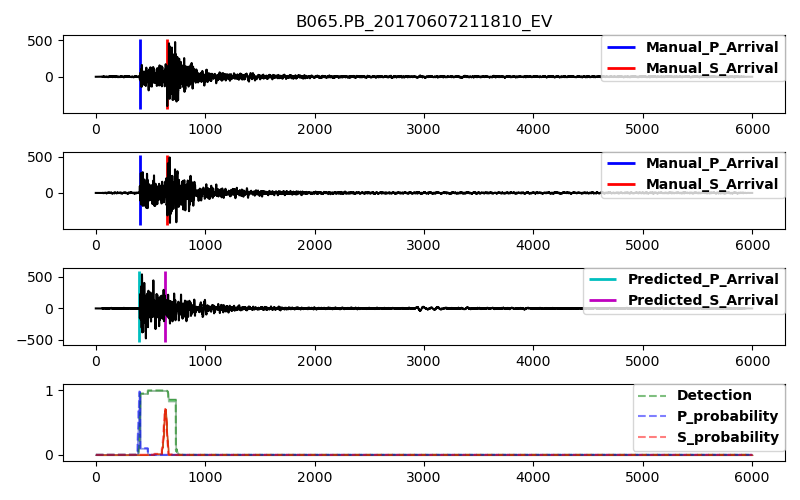 B065.PB_20170607211810_EV
500
0
Manual_P_Arrival
Manual_S_Arrival
0 1000 2000 3000 4000 5000 6000
500
0
Manual_P_Arrival
Manual_S_Arrival
0 1000 2000 3000 4000 5000 6000
500
0
−500
Predicted_P_Arrival
Predicted_S_Arrival
0 1000 2000 3000 4000 5000 6000
1
0
Detection
P_probability
S_probability
0 1000 2000 3000 4000 5000 6000